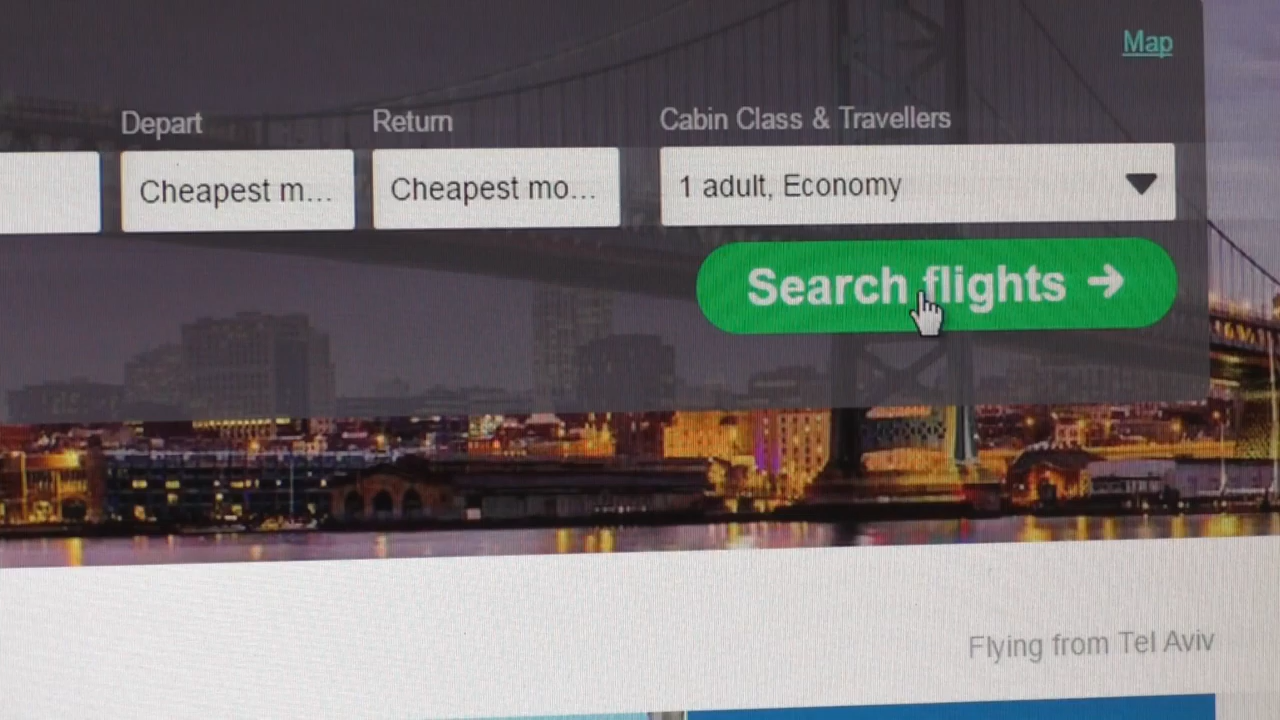 Map
Depart
Return
Cabin Class & Travellers
Cheapest m...
Cheapest mo...
1 adult, Economy
Search flights
Flying from Tel Aviv